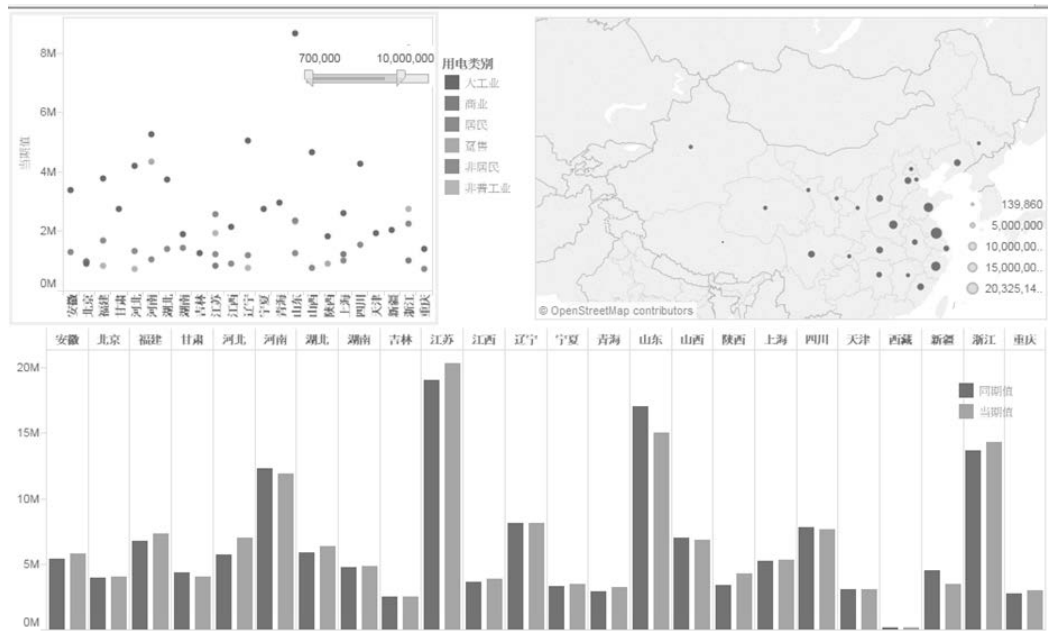 8M
6M
4M
2M
0M
当期值
700,000 10,000,000
安徽 北京 福建 甘肃 河北 河南 湖北 湖南 吉林 江苏 江西 辽宁 宁夏 青海 山东 山西 陕西 上海 四川 天津 新疆 浙江 重庆
用电类别
大工业
商业
居民
趸售
非居民
非普工业
139,860
5,000,000
10,000,00..
15,000,00..
20,325,14..
© OpenStreetMap contributors
安徽 北京 福建 甘肃 河北 河南 湖北 湖南 吉林 江苏 江西 辽宁 宁夏 青海 山东 山西 陕西 上海 四川 天津 西藏 新疆 浙江 重庆
20M
15M
10M
5M
0M
同期值
当期值